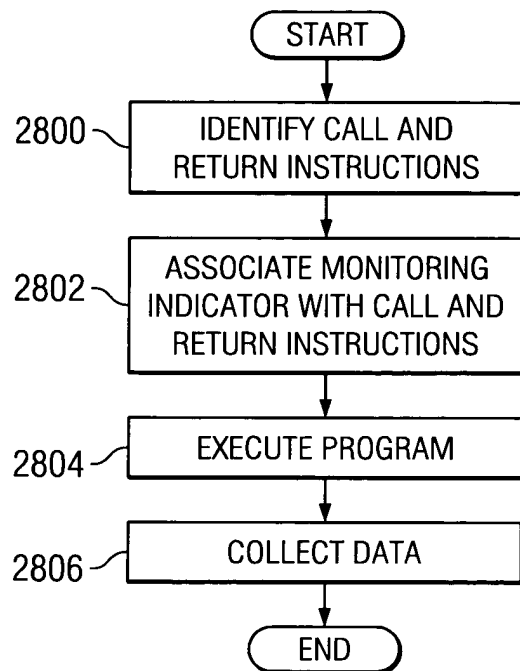 START
2800
IDENTIFY CALL AND
RETURN INSTRUCTIONS
2802
ASSOCIATE MONITORING
INDICATOR WITH CALL AND
RETURN INSTRUCTIONS
2804
EXECUTE PROGRAM
2806
COLLECT DATA
END